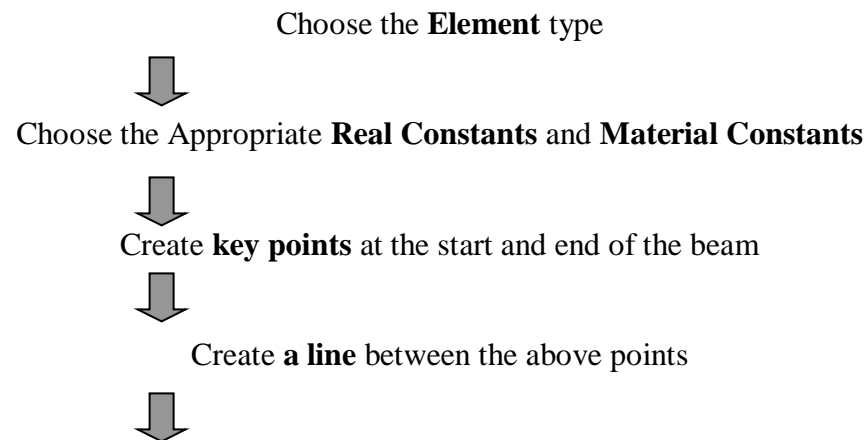 Choose the Element type
Choose the Appropriate Real Constants and Material Constants
Create key points at the start and end of the beam
Create a line between the above points